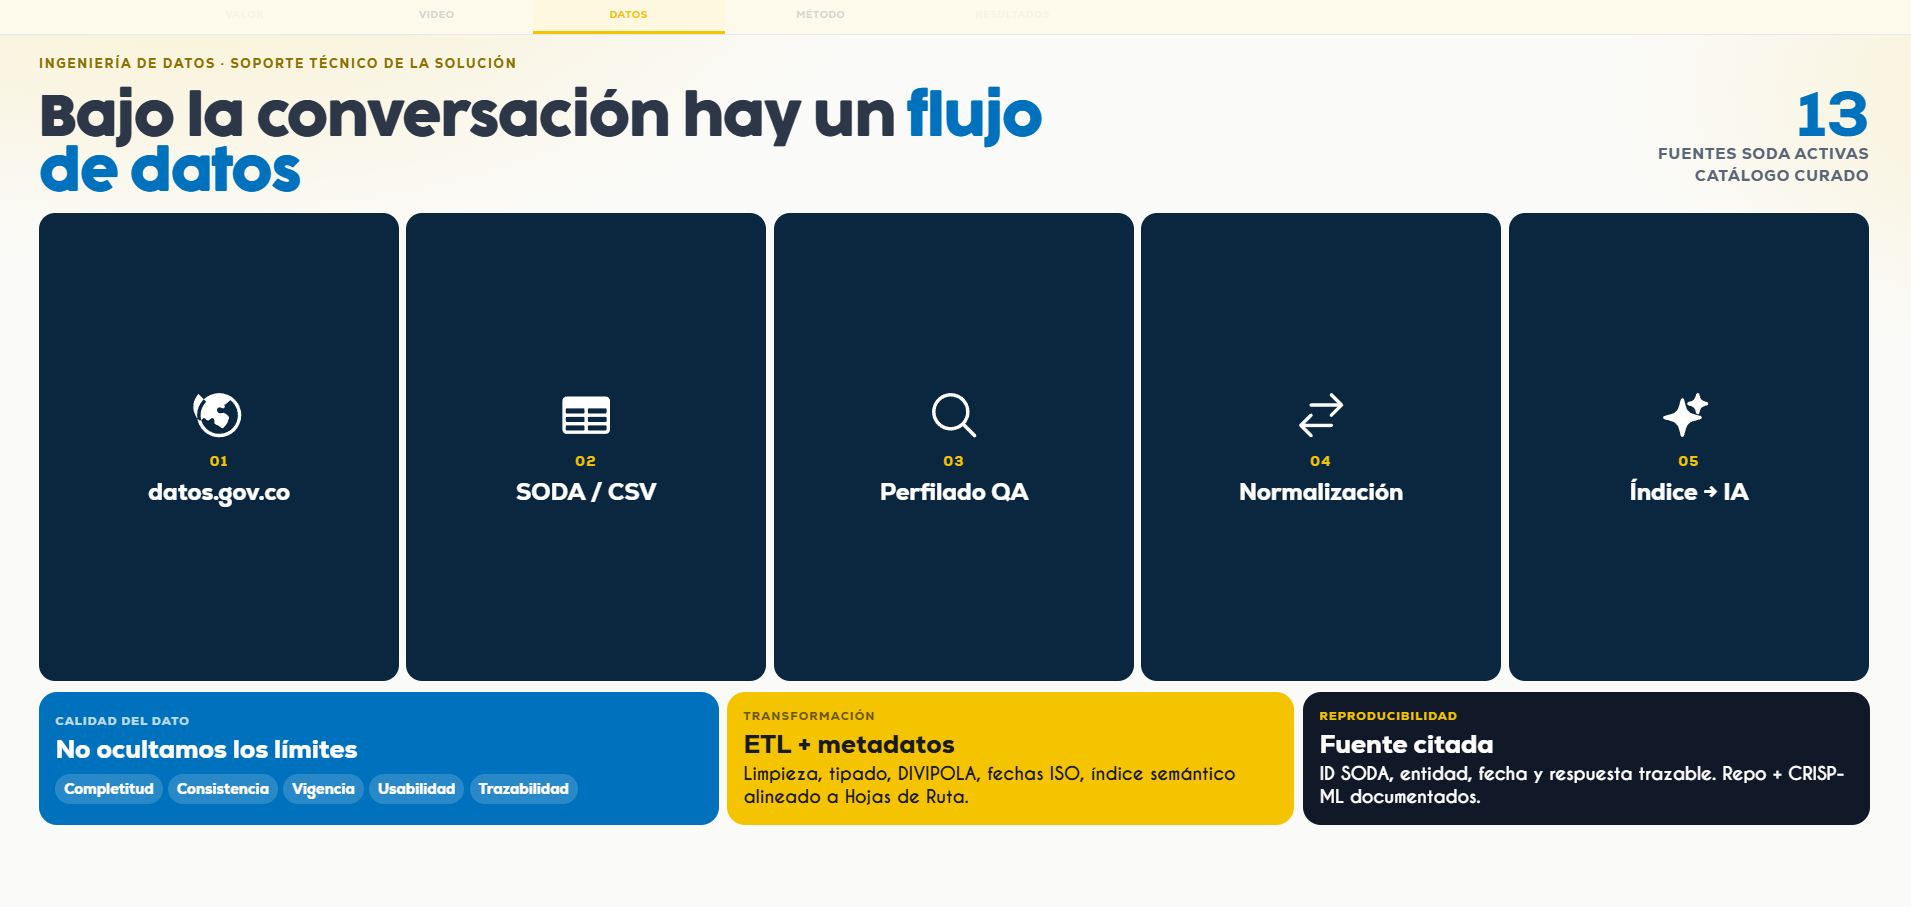 VALOR
VIDEO
DATOS
MÉTODO
RESULTADOS
INGENIERÍA DE DATOS · SOPORTE TÉCNICO DE LA SOLUCIÓN
Bajo la conversación hay un flujo
de datos
13
FUENTES SODA ACTIVAS
CATÁLOGO CURADO
01
datos.gov.co
02
SODA / CSV
03
Perfilado QA
04
Normalización
05
Índice → IA
CALIDAD DEL DATO
No ocultamos los límites
Completitud
Consistencia
Vigencia
Usabilidad
Trazabilidad
TRANSFORMACIÓN
ETL + metadatos
Limpieza, tipado, DIVIPOLA, fechas ISO, índice semántico
alineado a Hojas de Ruta.
REPRODUCIBILIDAD
Fuente citada
ID SODA, entidad, fecha y respuesta trazable. Repo + CRISP-
ML documentados.